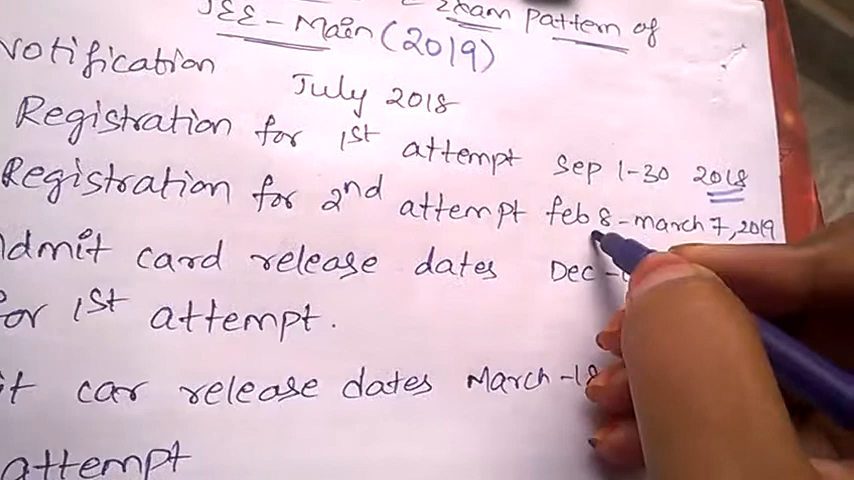 Exam pattern of
JEE - Main (2019)
Notification July 2018
Registration for 1st attempt Sep 1-30 2018
Registration for 2nd attempt feb 8 - march 7, 2019
Admit card release dates Dec -
for 1st attempt.
it car release dates March -18
attempt